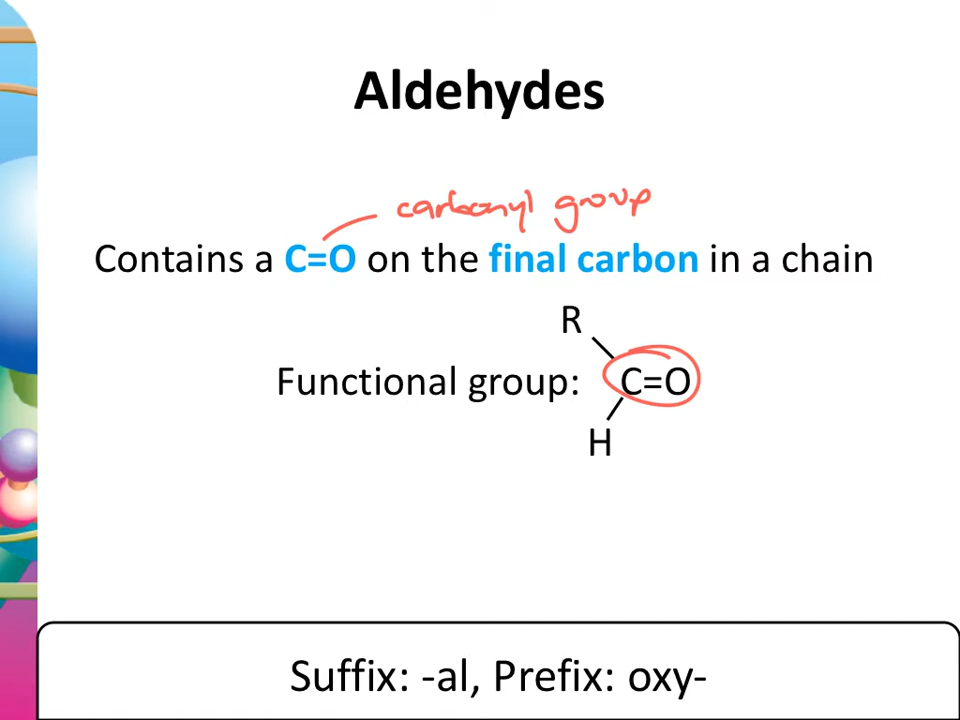 Aldehydes
carbonyl group
Contains a C=O on the final carbon in a chain
R
Functional group: C=O
H
Suffix: -al, Prefix: oxy-